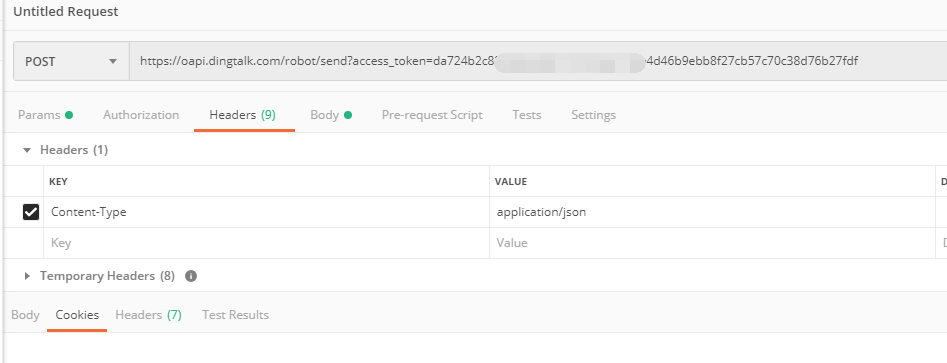 Untitled Request
POST https://oapi.dingtalk.com/robot/send?access_token=da724b2c8 4d46b9ebb8f27cb57c70c38d76b27fdf
Params Authorization Headers (9) Body Pre-request Script Tests Settings
Headers (1)
KEY VALUE D
Content-Type application/json
Key Value D
Temporary Headers (8)
Body Cookies Headers (7) Test Results